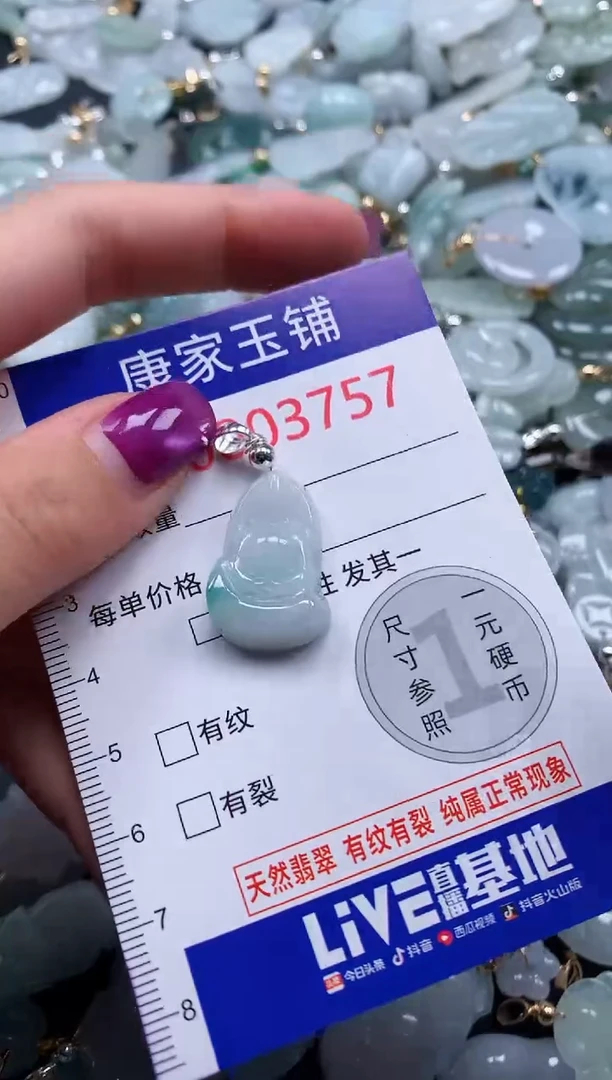 康家玉铺
03757
量
每单价格
性发其一
尺寸参照
1
一元硬币
3
4
5
6
7
8
有纹
有裂
天然翡翠 有纹有裂 纯属正常现象
LIVE直播基地
今日头条 抖音 西瓜视频 抖音火山版